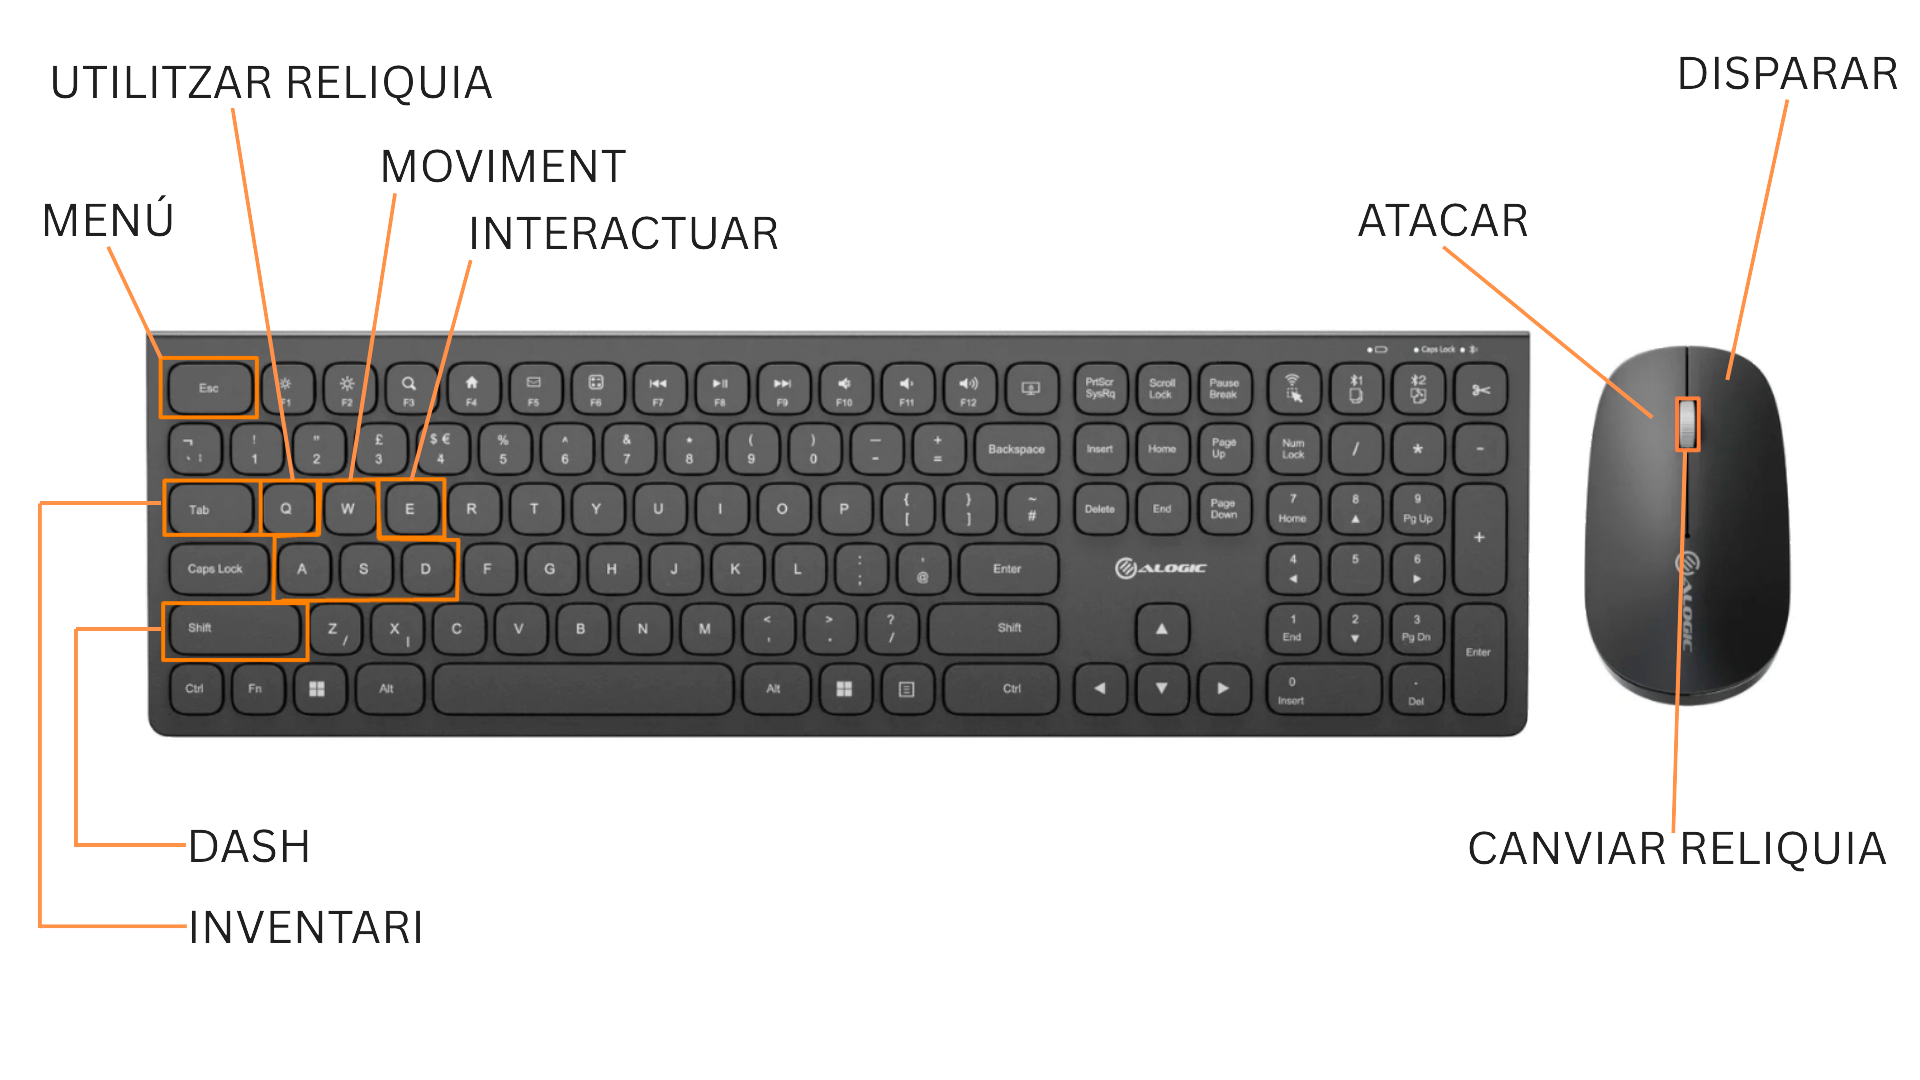 UTILITZAR RELIQUIA
DISPARAR
MOVIMENT
MENÚ
INTERACTUAR
ATACAR
Caps Lock
Esc
F1 F2 F3 F4 F5 F6 F7 F8 F9 F10 F11 F12
PrtScr SysRq
Scroll Lock
Pause Break
1 2
¬ ! " £ $ € % ^ & * ( ) — +
1 2 3 4 5 6 7 8 9 0 - =
Backspace
Insert Home Page Up
Num Lock / * -
Tab Q W E R T Y U I O P { [ } ] ~ #
Delete End Page Down
7 Home 8 9 Pg Up +
Caps Lock A S D F G H J K L : ; ' @ Enter
ALOGIC
4 5 6
Shift Z / X | C V B N M < , > . ? / Shift
1 End 2 3 Pg Dn Enter
Ctrl Fn Alt Alt Ctrl
0 Insert . Del
ALOGIC
DASH
CANVIAR RELIQUIA
INVENTARI